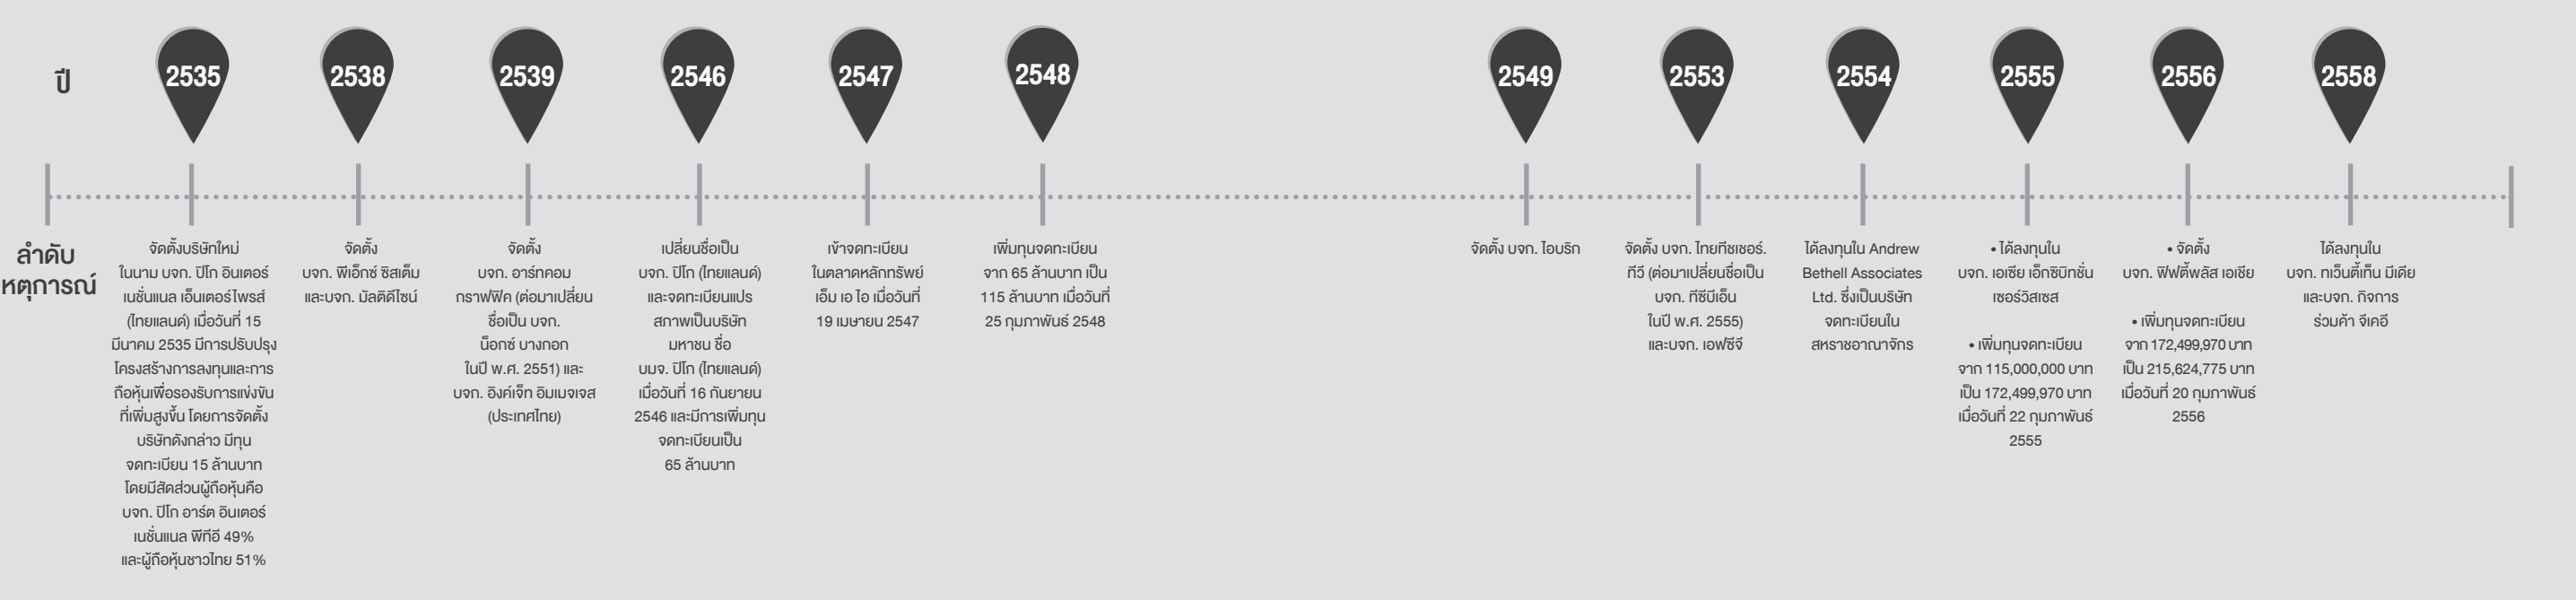 ปี
2535
2538
2539
2546
2547
2548
2549
2553
2554
2555
2556
2558
ลำดับ
หตุการณ์
จัดตั้งบริษัทใหม่
ในนาม บจก. ปิโก อินเตอร์
เนชั่นแนล เอ็นเตอร์ไพรส์
(ไทยแลนด์) เมื่อวันที่ 15
มีนาคม 2535 มีการปรับปรุง
โครงสร้างการลงทุนและการ
ถือหุ้นเพื่อรองรับการแข่งขัน
ที่เพิ่มสูงขึ้น โดยการจัดตั้ง
บริษัทดังกล่าว มีทุน
จดทะเบียน 15 ล้านบาท
โดยมีสัดส่วนผู้ถือหุ้นคือ
บจก. ปิโก อาร์ต อินเตอร์
เนชั่นแนล พีทีอี 49%
และผู้ถือหุ้นชาวไทย 51%
จัดตั้ง
บจก. พีเอ็กซ์ ซิสเต็ม
และบจก. มัลติดีไซน์
จัดตั้ง
บจก. อาร์ทคอม
กราฟฟิค (ต่อมาเปลี่ยน
ชื่อเป็น บจก.
น็อกซ์ บางกอก
ในปี พ.ศ. 2551) และ
บจก. อิงค์เจ็ท อิมเมจเจส
(ประเทศไทย)
เปลี่ยนชื่อเป็น
บจก. ปิโก (ไทยแลนด์)
และจดทะเบียนแปร
สภาพเป็นบริษัท
มหาชน ชื่อ
บมจ. ปิโก (ไทยแลนด์)
เมื่อวันที่ 16 กันยายน
2546 และมีการเพิ่มทุน
จดทะเบียนเป็น
65 ล้านบาท
เข้าจดทะเบียน
ในตลาดหลักทรัพย์
เอ็ม เอ ไอ เมื่อวันที่
19 เมษายน 2547
เพิ่มทุนจดทะเบียน
จาก 65 ล้านบาท เป็น
115 ล้านบาท เมื่อวันที่
25 กุมภาพันธ์ 2548
จัดตั้ง บจก. ไอบริก
จัดตั้ง บจก. ไทยทีชเชอร์.
ทีวี (ต่อมาเปลี่ยนชื่อเป็น
บจก. ทีซีบีเอ็น
ในปี พ.ศ. 2555)
และบจก. เอฟซีจี
ได้ลงทุนใน Andrew
Bethell Associates
Ltd. ซึ่งเป็นบริษัท
จดทะเบียนใน
สหราชอาณาจักร
• ได้ลงทุนใน
บจก. เอเซีย เอ็กซิบิทชั่น
เซอร์วิสเซส
• เพิ่มทุนจดทะเบียน
จาก 115,000,000 บาท
เป็น 172,499,970 บาท
เมื่อวันที่ 22 กุมภาพันธ์
2555
• จัดตั้ง
บจก. ฟิฟตี้พลัส เอเชีย
• เพิ่มทุนจดทะเบียน
จาก 172,499,970 บาท
เป็น 215,624,775 บาท
เมื่อวันที่ 20 กุมภาพันธ์
2556
ได้ลงทุนใน
บจก. ทเว็นตี้เท็น มีเดีย
และบจก. กิจการ
ร่วมค้า จีเคอี